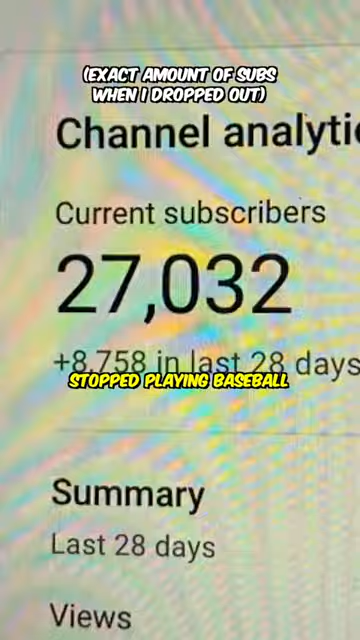 (EXACT AMOUNT OF SUBS
WHEN I DROPPED OUT)
Channel analytic
Current subscribers
27,032
+8,758 in last 28 days
STOPPED PLAYING BASEBALL
Summary
Last 28 days
Views